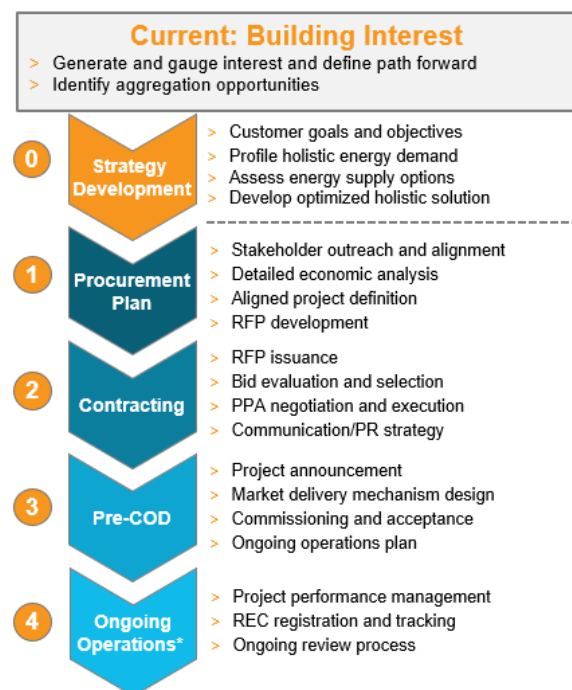 Current: Building Interest
> Generate and gauge interest and define path forward
> Identify aggregation opportunities
0
Strategy
Development
> Customer goals and objectives
> Profile holistic energy demand
> Assess energy supply options
> Develop optimized holistic solution
1
Procurement
Plan
> Stakeholder outreach and alignment
> Detailed economic analysis
> Aligned project definition
> RFP development
2
Contracting
> RFP issuance
> Bid evaluation and selection
> PPA negotiation and execution
> Communication/PR strategy
3
Pre-COD
> Project announcement
> Market delivery mechanism design
> Commissioning and acceptance
> Ongoing operations plan
4
Ongoing
Operations*
> Project performance management
> REC registration and tracking
> Ongoing review process